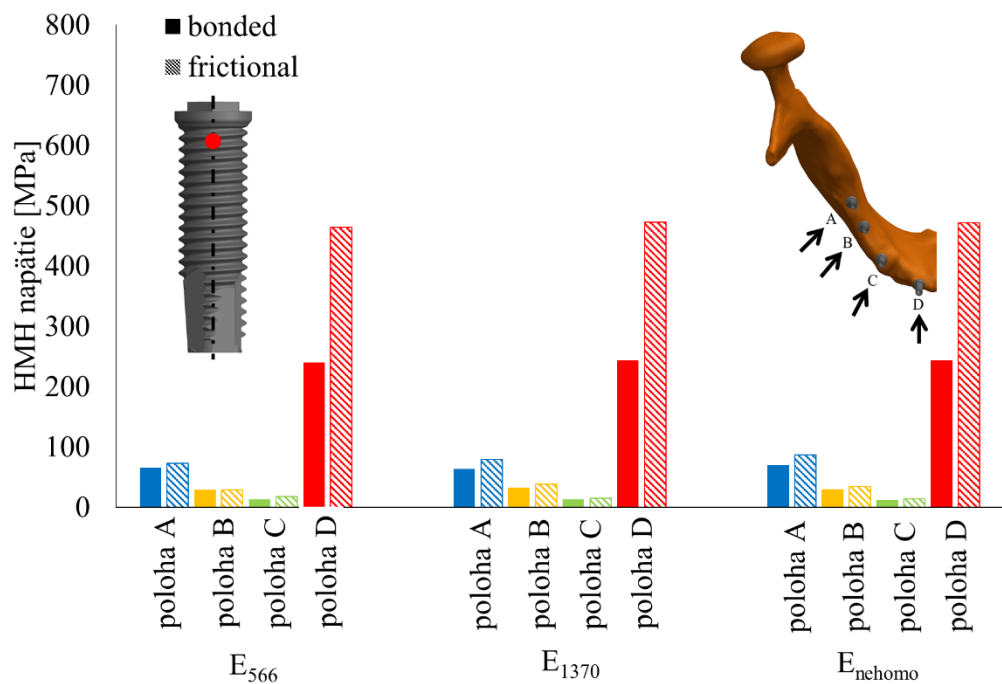 800
700
600
500
400
300
200
100
0
HMH napätie [MPa]
bonded
frictional
A
B
C
D
poloha A
poloha B
poloha C
poloha D
poloha A
poloha B
poloha C
poloha D
poloha A
poloha B
poloha C
poloha D
E566
E1370
Enehomo